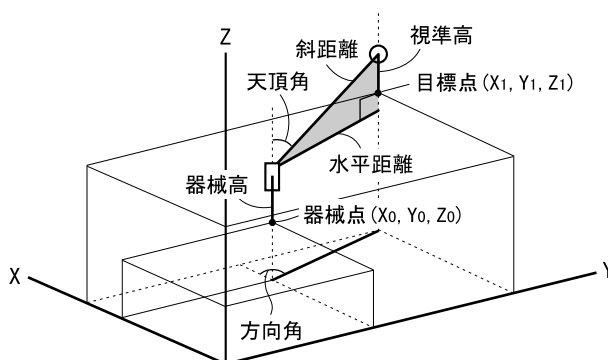 Z
斜距離
視準高
天頂角
目標点(X1, Y1, Z1)
水平距離
器械高
器械点(X0, Y0, Z0)
X
Y
方向角